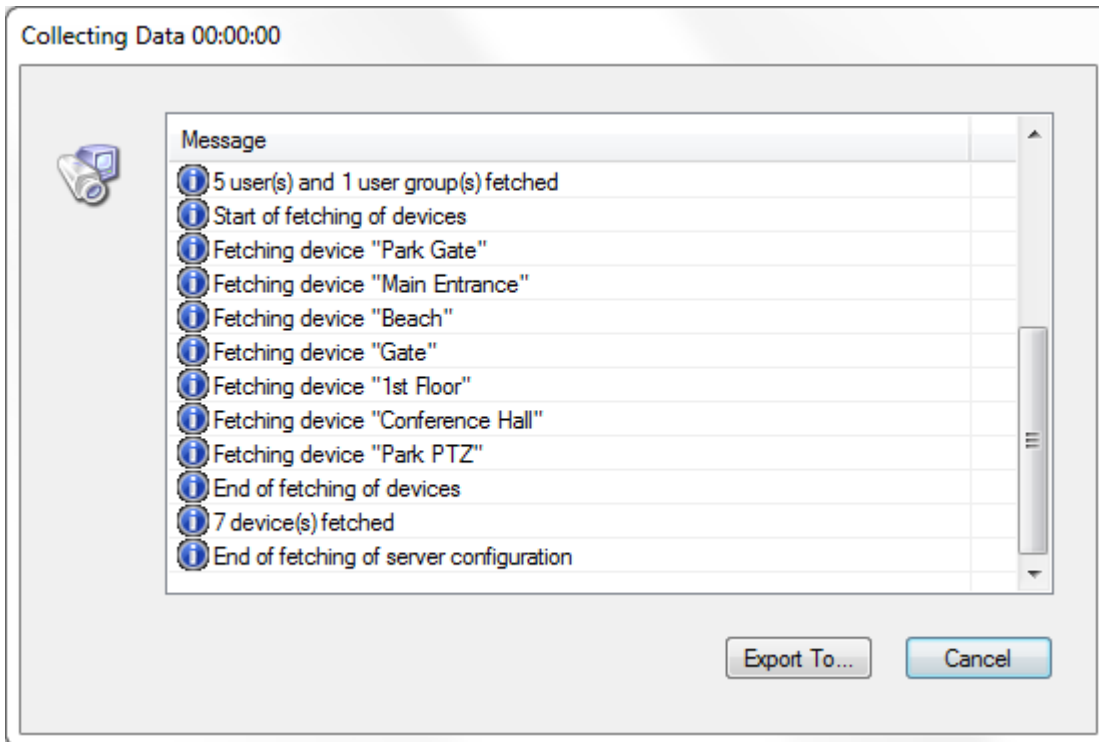 Collecting Data 00:00:00
Message
5 user(s) and 1 user group(s) fetched
Start of fetching of devices
Fetching device "Park Gate"
Fetching device "Main Entrance"
Fetching device "Beach"
Fetching device "Gate"
Fetching device "1st Floor"
Fetching device "Conference Hall"
Fetching device "Park PTZ"
End of fetching of devices
7 device(s) fetched
End of fetching of server configuration
Export To...
Cancel